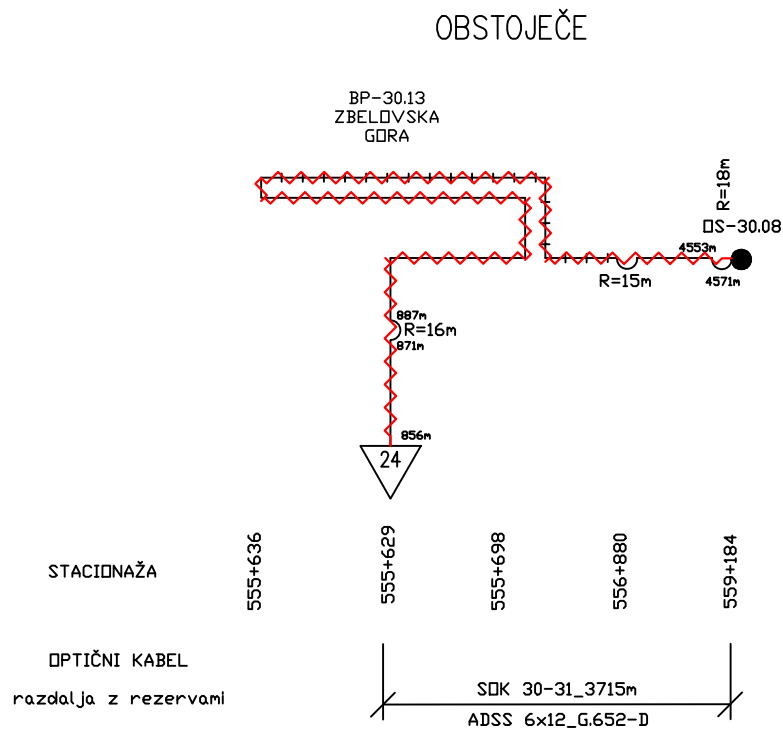 OBSTOJEČE
BP-30.13
ZBELOVSKA
GORA
R=18m
OS-30.08
4553m
4571m
R=15m
887m
R=16m
871m
856m
24
STACIONAŽA
555+636
555+629
555+698
556+880
559+184
OPTIČNI KABEL
razdalja z rezervami
SOK 30-31_3715m
ADSS 6x12_G.652-D